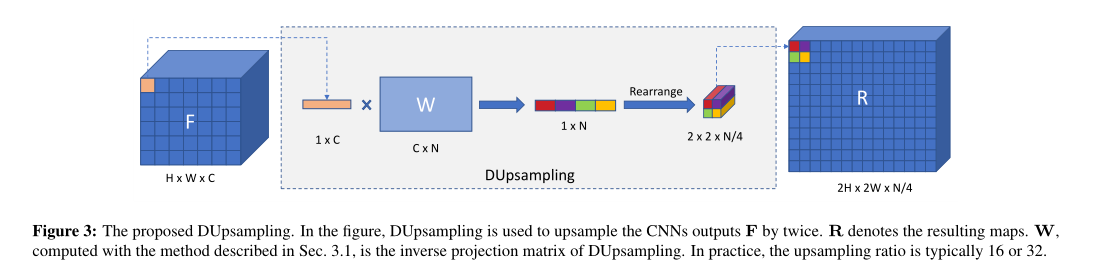 F
H x W x C
1 x C
×
W
C x N
1 x N
Rearrange
2 x 2 x N/4
DUpsampling
R
2H x 2W x N/4
Figure 3: The proposed DUpsampling. In the figure, DUpsampling is used to upsample the CNNs outputs F by twice. R denotes the resulting maps. W,
computed with the method described in Sec. 3.1, is the inverse projection matrix of DUpsampling. In practice, the upsampling ratio is typically 16 or 32.